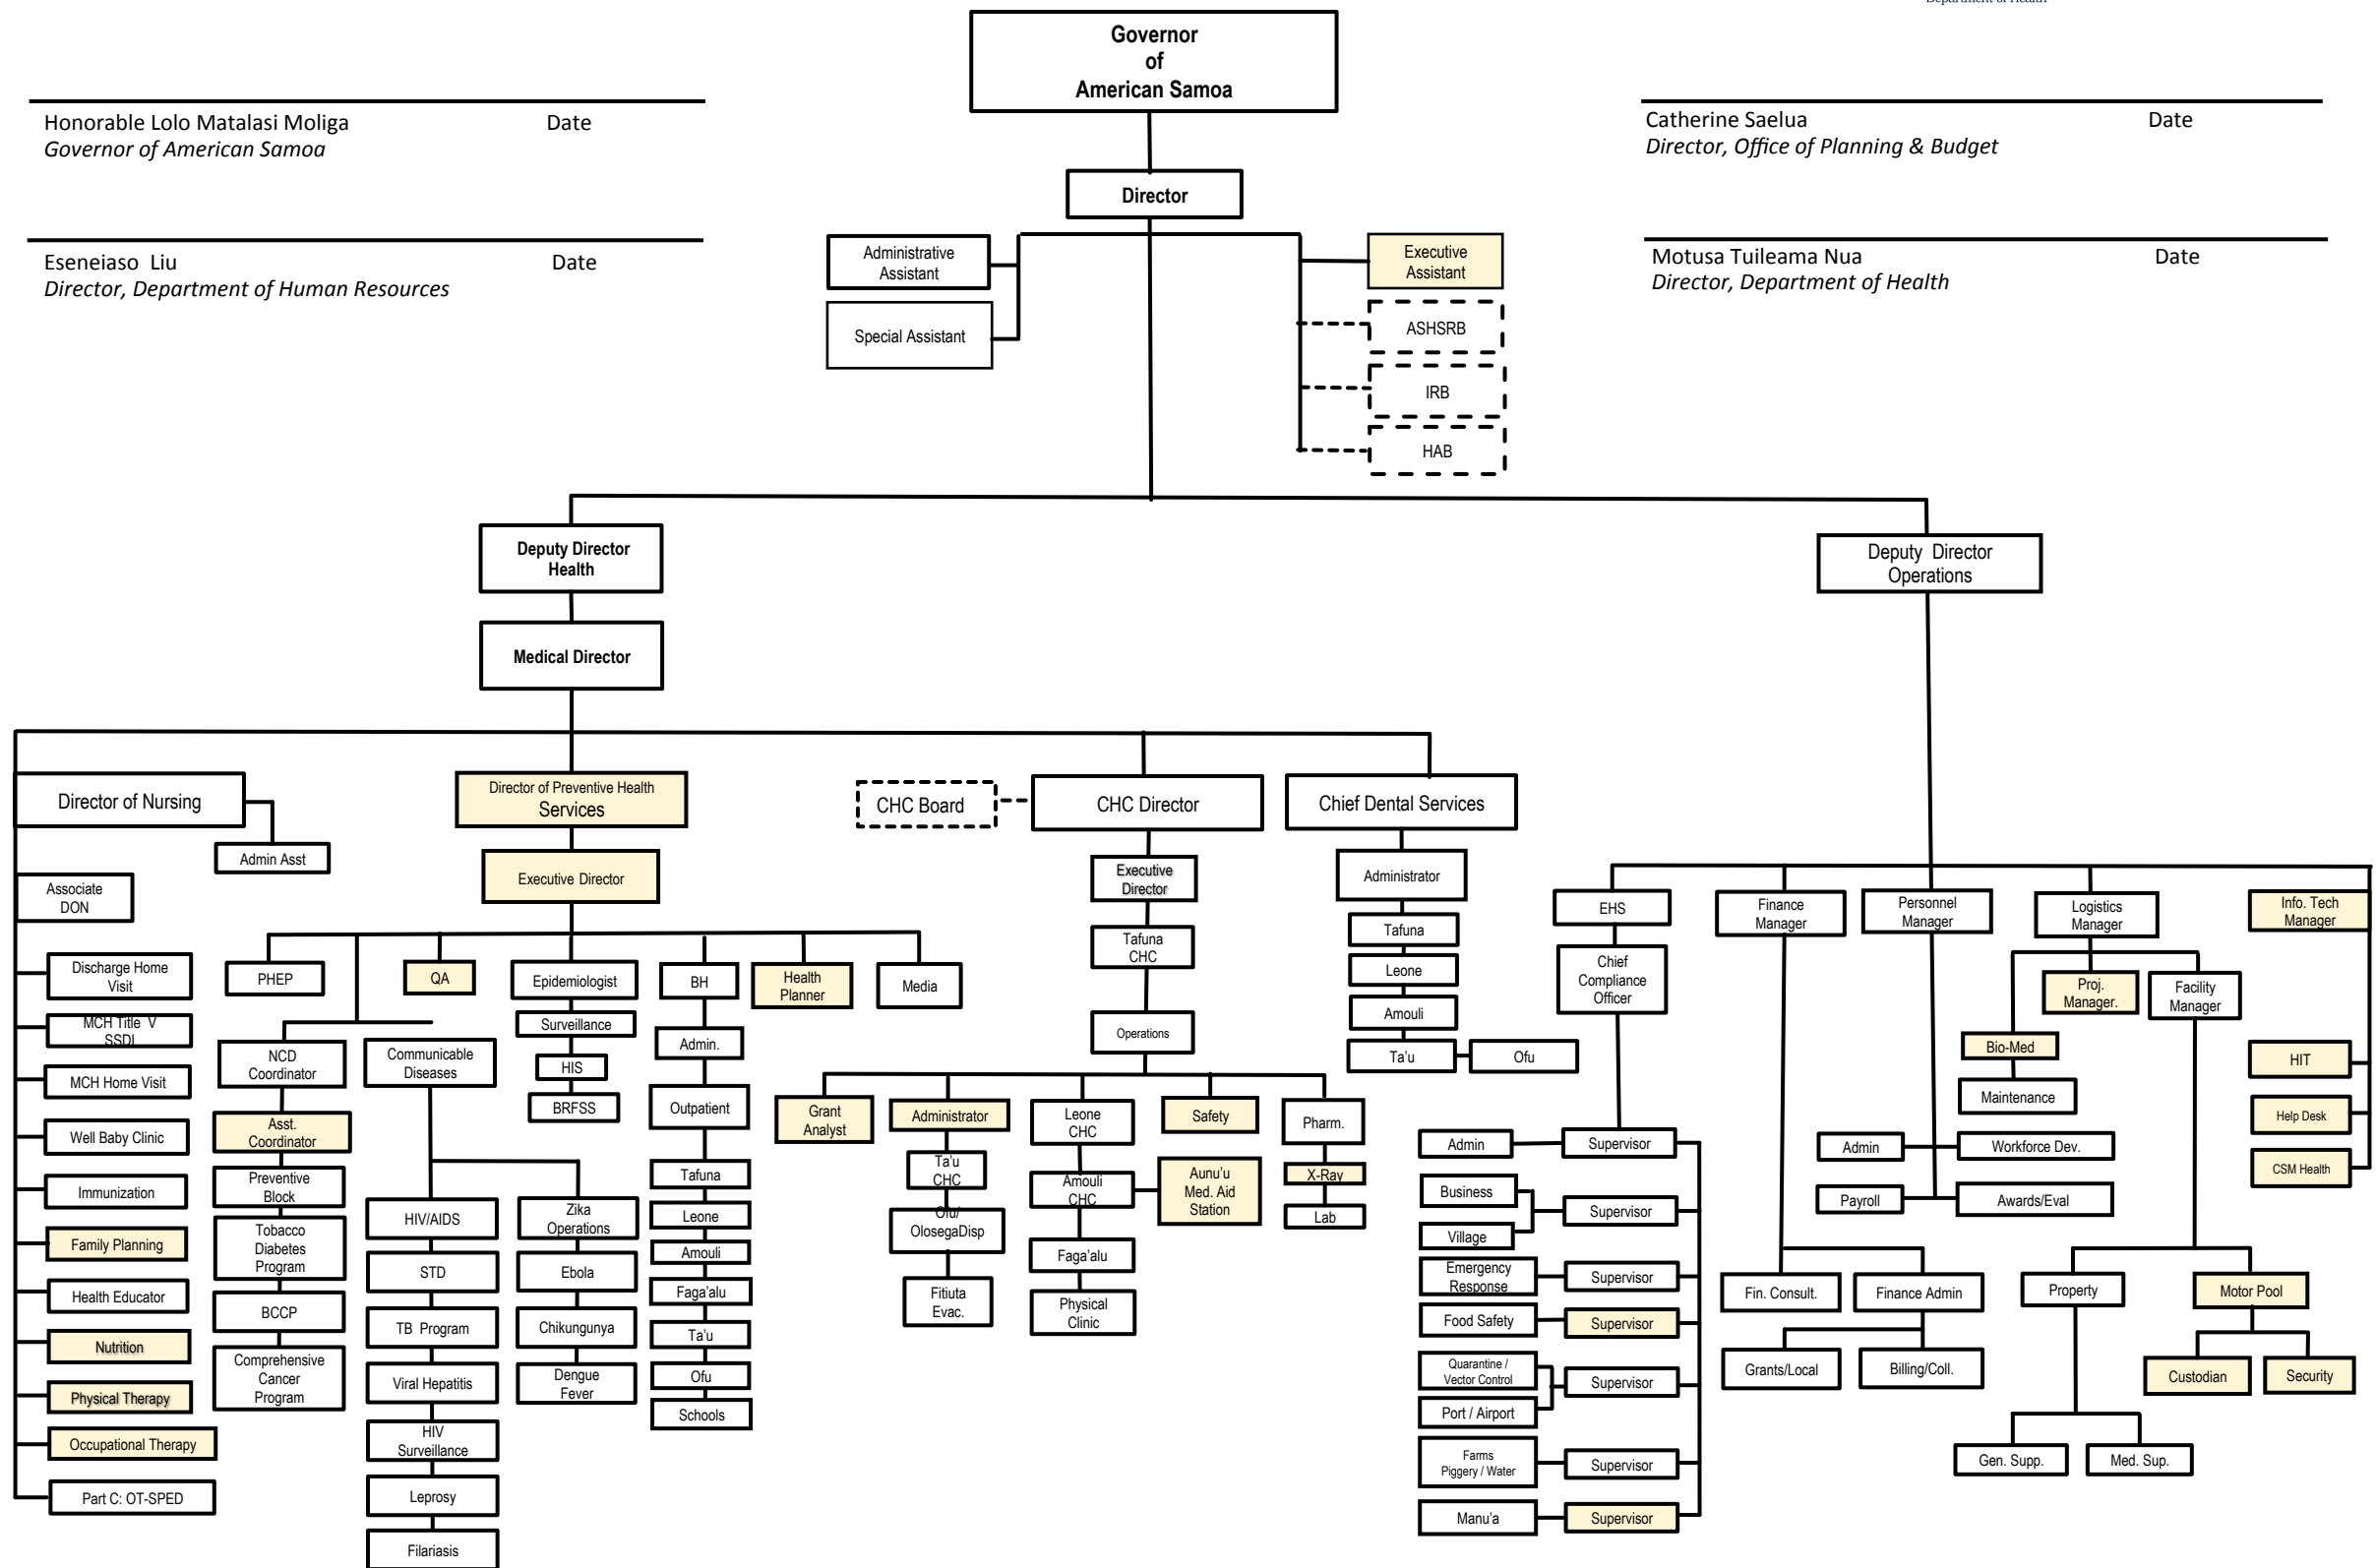 Department of Health
Governor
of
American Samoa
Honorable Lolo Matalasi Moliga Date
Governor of American Samoa
Catherine Saelua Date
Director, Office of Planning & Budget
Director
Eseneiaso Liu Date
Director, Department of Human Resources
Motusa Tuileama Nua Date
Director, Department of Health
Administrative
Assistant
Special Assistant
Executive
Assistant
ASHSRB
IRB
HAB
Deputy Director
Health
Deputy Director
Operations
Medical Director
Director of Nursing
Admin Asst
Associate
DON
Discharge Home
Visit
MCH Title V
SSDI
MCH Home Visit
Well Baby Clinic
Immunization
Family Planning
Health Educator
Nutrition
Physical Therapy
Occupational Therapy
Part C: OT-SPED
Director of Preventive Health
Services
Executive Director
PHEP
NCD
Coordinator
Asst.
Coordinator
Preventive
Block
Tobacco
Diabetes
Program
BCCP
Comprehensive
Cancer
Program
Communicable
Diseases
HIV/AIDS
STD
TB Program
Viral Hepatitis
HIV
Surveillance
Leprosy
Filariasis
Zika
Operations
Ebola
Chikungunya
Dengue
Fever
QA
Epidemiologist
Surveillance
HIS
BRFSS
BH
Admin.
Outpatient
Tafuna
Leone
Amouli
Faga'alu
Ta'u
Ofu
Schools
Health
Planner
Media
CHC Board
CHC Director
Executive
Director
Tafuna
CHC
Operations
Grant
Analyst
Administrator
Ta'u
CHC
Ofu/
OlosegaDisp
Fitiuta
Evac.
Leone
CHC
Amouli
CHC
Faga'alu
Physical
Clinic
Safety
Aunu'u
Med. Aid
Station
Pharm.
X-Ray
Lab
Chief Dental Services
Administrator
Tafuna
Leone
Amouli
Ta'u
Ofu
EHS
Chief
Compliance
Officer
Admin
Supervisor
Business
Village
Supervisor
Emergency
Response
Supervisor
Food Safety
Supervisor
Quarantine /
Vector Control
Port / Airport
Supervisor
Farms
Piggery / Water
Supervisor
Manu'a
Supervisor
Finance
Manager
Fin. Consult.
Finance Admin
Grants/Local
Billing/Coll.
Personnel
Manager
Admin
Workforce Dev.
Payroll
Awards/Eval
Logistics
Manager
Bio-Med
Maintenance
Proj.
Manager.
Facility
Manager
Property
Gen. Supp.
Med. Sup.
Motor Pool
Custodian
Security
Info. Tech
Manager
HIT
Help Desk
CSM Health